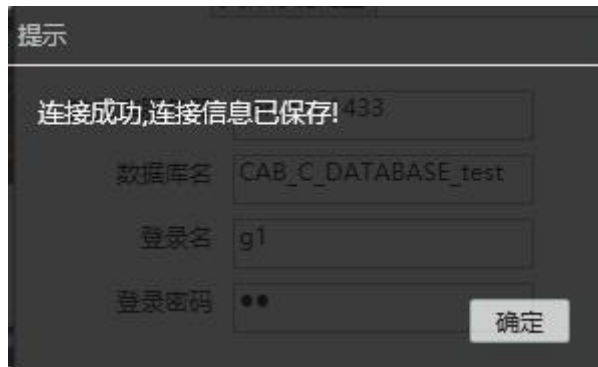 提示
连接成功,连接信息已保存!
1433
数据库名 CAB_C_DATABASE_test
登录名 g1
登录密码 ●●
确定